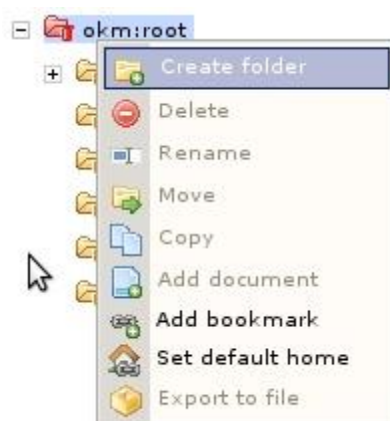 okm:root
Create folder
Delete
Rename
Move
Copy
Add document
Add bookmark
Set default home
Export to file